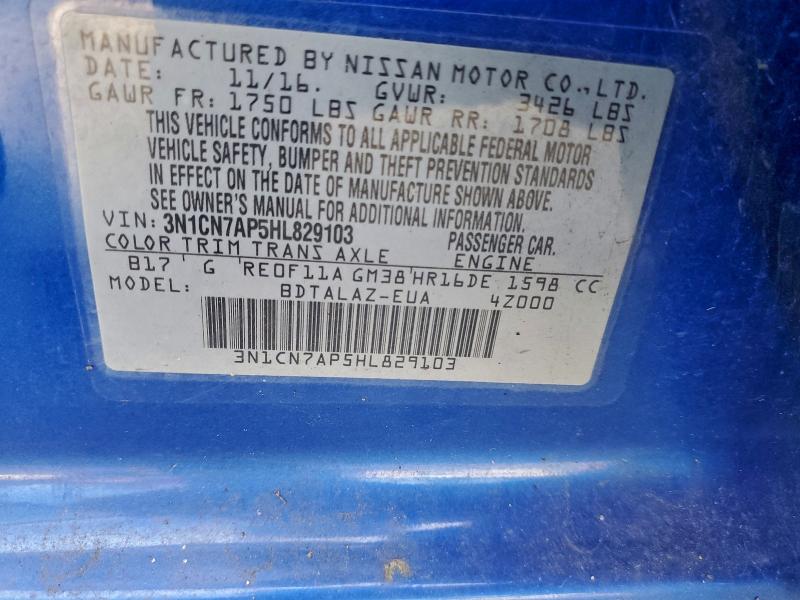 MANUFACTURED BY NISSAN MOTOR CO., LTD.
DATE: 11/16. GVWR: 3426 LBS
GAWR FR: 1750 LBS GAWR RR: 1708 LBS
THIS VEHICLE CONFORMS TO ALL APPLICABLE FEDERAL MOTOR
VEHICLE SAFETY, BUMPER AND THEFT PREVENTION STANDARDS
IN EFFECT ON THE DATE OF MANUFACTURE SHOWN ABOVE.
SEE OWNER'S MANUAL FOR ADDITIONAL INFORMATION.
VIN: 3N1CN7AP5HL829103 PASSENGER CAR.
COLOR TRIM TRANS AXLE ENGINE
B17 G RE0F11A GM38 HR16DE 1598 CC
MODEL: BDTALAZ-EUA 4Z000
3N1CN7AP5HL829103